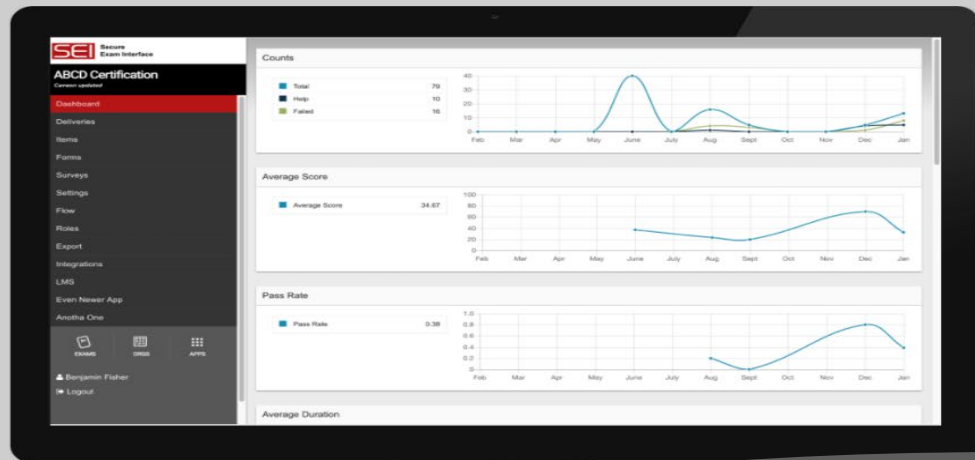 SEI Secure
Exam Interface
ABCD Certification
Dashboard
Deliveries
Items
Forms
Surveys
Settings
Flow
Roles
Export
Integrations
LMS
Even Newer App
Anotha One
EXAMS ORGS APPS
Benjamin Fisher
Logout
Counts
Total 79
Help 10
Failed 16
40
30
20
10
0
Feb Mar Apr May June July Aug Sept Oct Nov Dec Jan
Average Score
Average Score 34.67
100
80
60
40
20
0
Feb Mar Apr May June July Aug Sept Oct Nov Dec Jan
Pass Rate
Pass Rate 0.38
1.0
0.8
0.6
0.4
0.2
0
Feb Mar Apr May June July Aug Sept Oct Nov Dec Jan
Average Duration